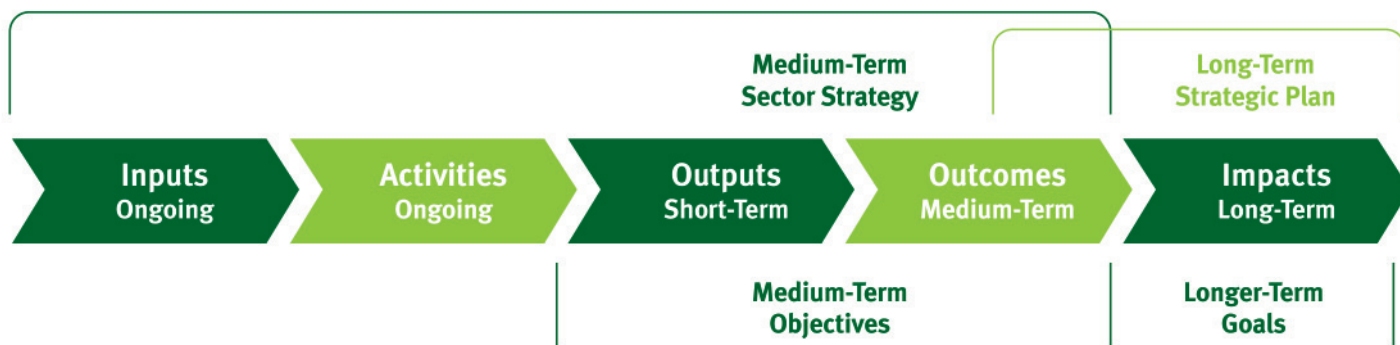 Medium-Term
Sector Strategy
Long-Term
Strategic Plan
Inputs
Ongoing
Activities
Ongoing
Outputs
Short-Term
Outcomes
Medium-Term
Impacts
Long-Term
Medium-Term
Objectives
Longer-Term
Goals